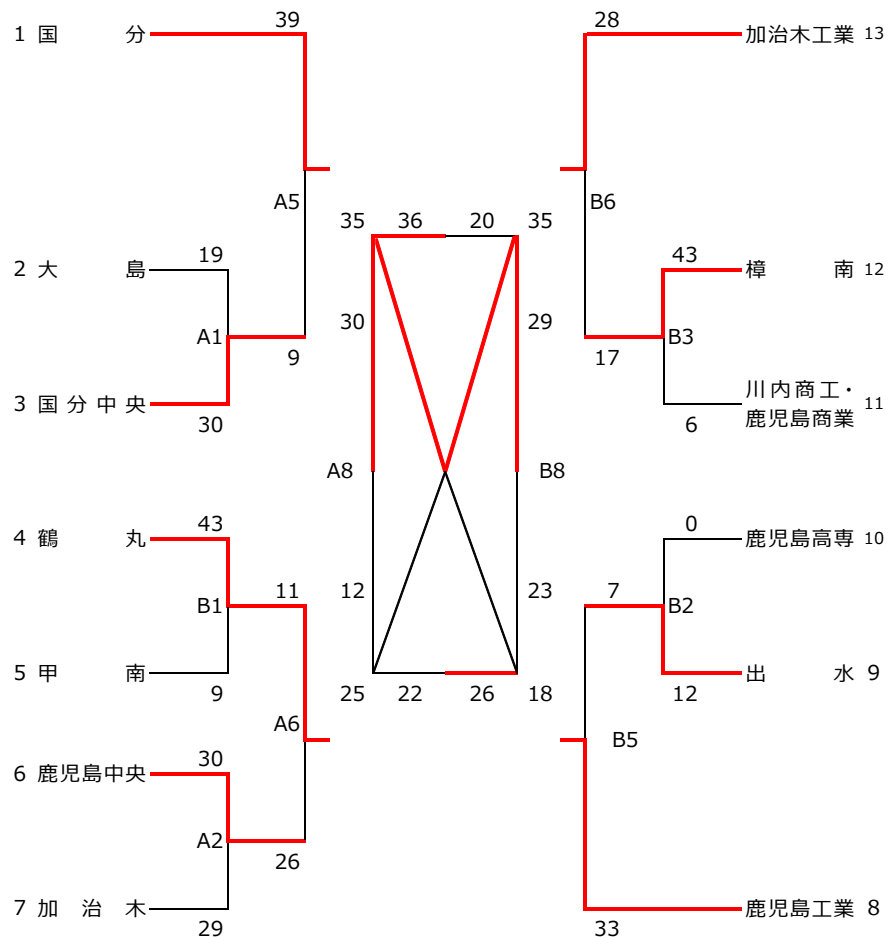 39
28
1 国 分
加治木工業 13
A5
B6
35 36 20 35
2 大 島
19
43
樟 南 12
30
29
A1
B3
9
17
3 国 分 中 央
30
川内商工・
鹿児島商業 11
6
A8
B8
4 鶴 丸
43
0
鹿児島高専 10
11
12
23
7
B1
B2
5 甲 南
9
25 22 26 18
12
出 水 9
A6
B5
6 鹿児島中央
30
A2
26
7 加 治 木
29
33
鹿児島工業 8